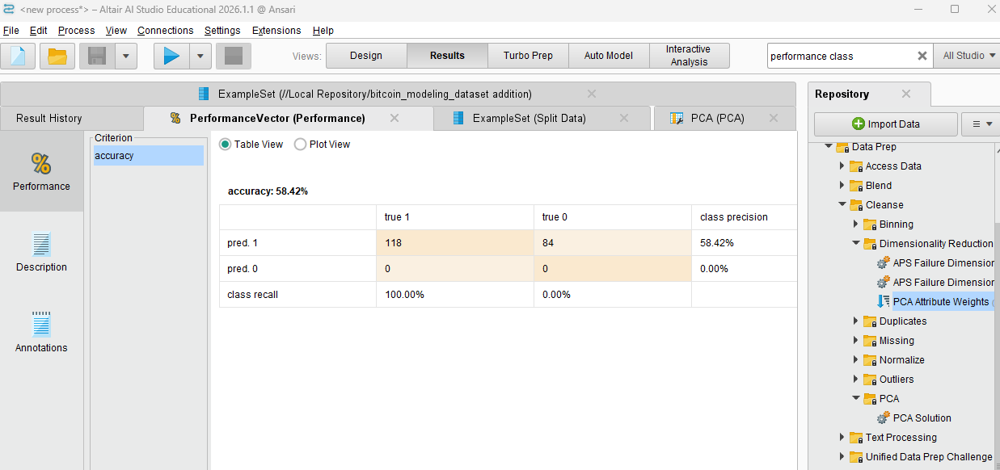 <new process*> – Altair AI Studio Educational 2026.1.1 @ Ansari
File Edit Process View Connections Settings Extensions Help
Views: Design Results Turbo Prep Auto Model Interactive Analysis performance class All Studio
ExampleSet (//Local Repository/bitcoin_modeling_dataset addition)
Result History PerformanceVector (Performance) ExampleSet (Split Data) PCA (PCA)
Performance
Description
Annotations
Criterion
accuracy
Table View Plot View
accuracy: 58.42%
true 1 true 0 class precision
pred. 1 118 84 58.42%
pred. 0 0 0 0.00%
class recall 100.00% 0.00%
Repository
Import Data
Data Prep
Access Data
Blend
Cleanse
Binning
Dimensionality Reduction
APS Failure Dimension
APS Failure Dimension
PCA Attribute Weights
Duplicates
Missing
Normalize
Outliers
PCA
PCA Solution
Text Processing
Unified Data Prep Challenge